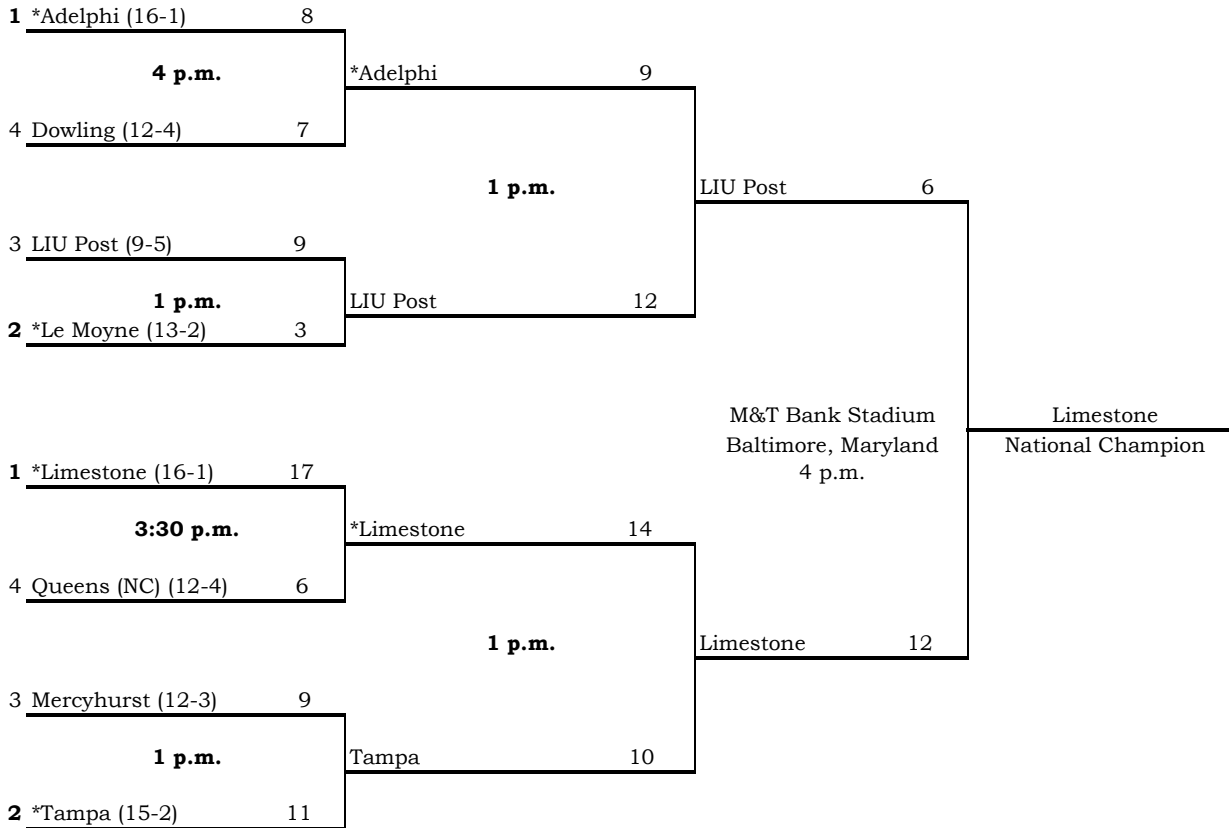 1 *Adelphi (16-1) 8
4 p.m.
*Adelphi 9
4 Dowling (12-4) 7
1 p.m.
LIU Post 6
3 LIU Post (9-5) 9
1 p.m.
LIU Post 12
2 *Le Moyne (13-2) 3
M&T Bank Stadium
Baltimore, Maryland
4 p.m.
Limestone
National Champion
1 *Limestone (16-1) 17
3:30 p.m.
*Limestone 14
4 Queens (NC) (12-4) 6
1 p.m.
Limestone 12
3 Mercyhurst (12-3) 9
1 p.m.
Tampa 10
2 *Tampa (15-2) 11